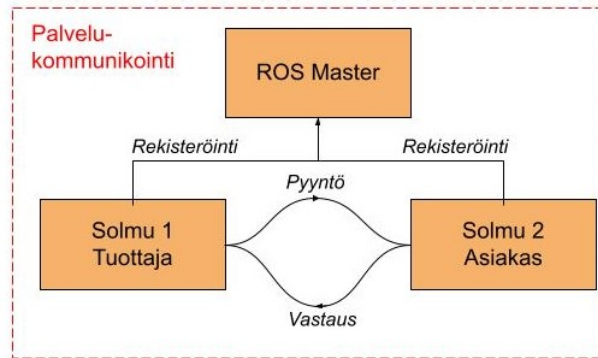 Palvelu-
kommunikointi
ROS Master
Rekisteröinti
Rekisteröinti
Pyyntö
Solmu 1
Tuottaja
Solmu 2
Asiakas
Vastaus